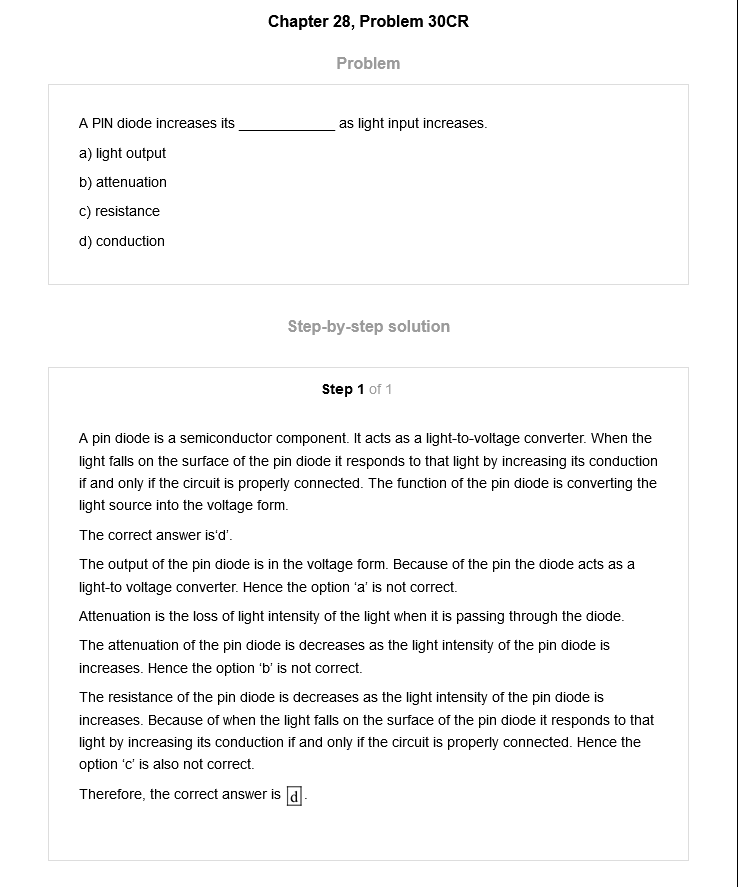 Chapter 28, Problem 30CR
Problem
A PIN diode increases its ____________ as light input increases.
a) light output
b) attenuation
c) resistance
d) conduction
Step-by-step solution
Step 1 of 1
A pin diode is a semiconductor component. It acts as a light-to-voltage converter. When the
light falls on the surface of the pin diode it responds to that light by increasing its conduction
if and only if the circuit is properly connected. The function of the pin diode is converting the
light source into the voltage form.
The correct answer is‘d’.
The output of the pin diode is in the voltage form. Because of the pin the diode acts as a
light-to voltage converter. Hence the option ‘a’ is not correct.
Attenuation is the loss of light intensity of the light when it is passing through the diode.
The attenuation of the pin diode is decreases as the light intensity of the pin diode is
increases. Hence the option ‘b’ is not correct.
The resistance of the pin diode is decreases as the light intensity of the pin diode is
increases. Because of when the light falls on the surface of the pin diode it responds to that
light by increasing its conduction if and only if the circuit is properly connected. Hence the
option ‘c’ is also not correct.
Therefore, the correct answer is d.